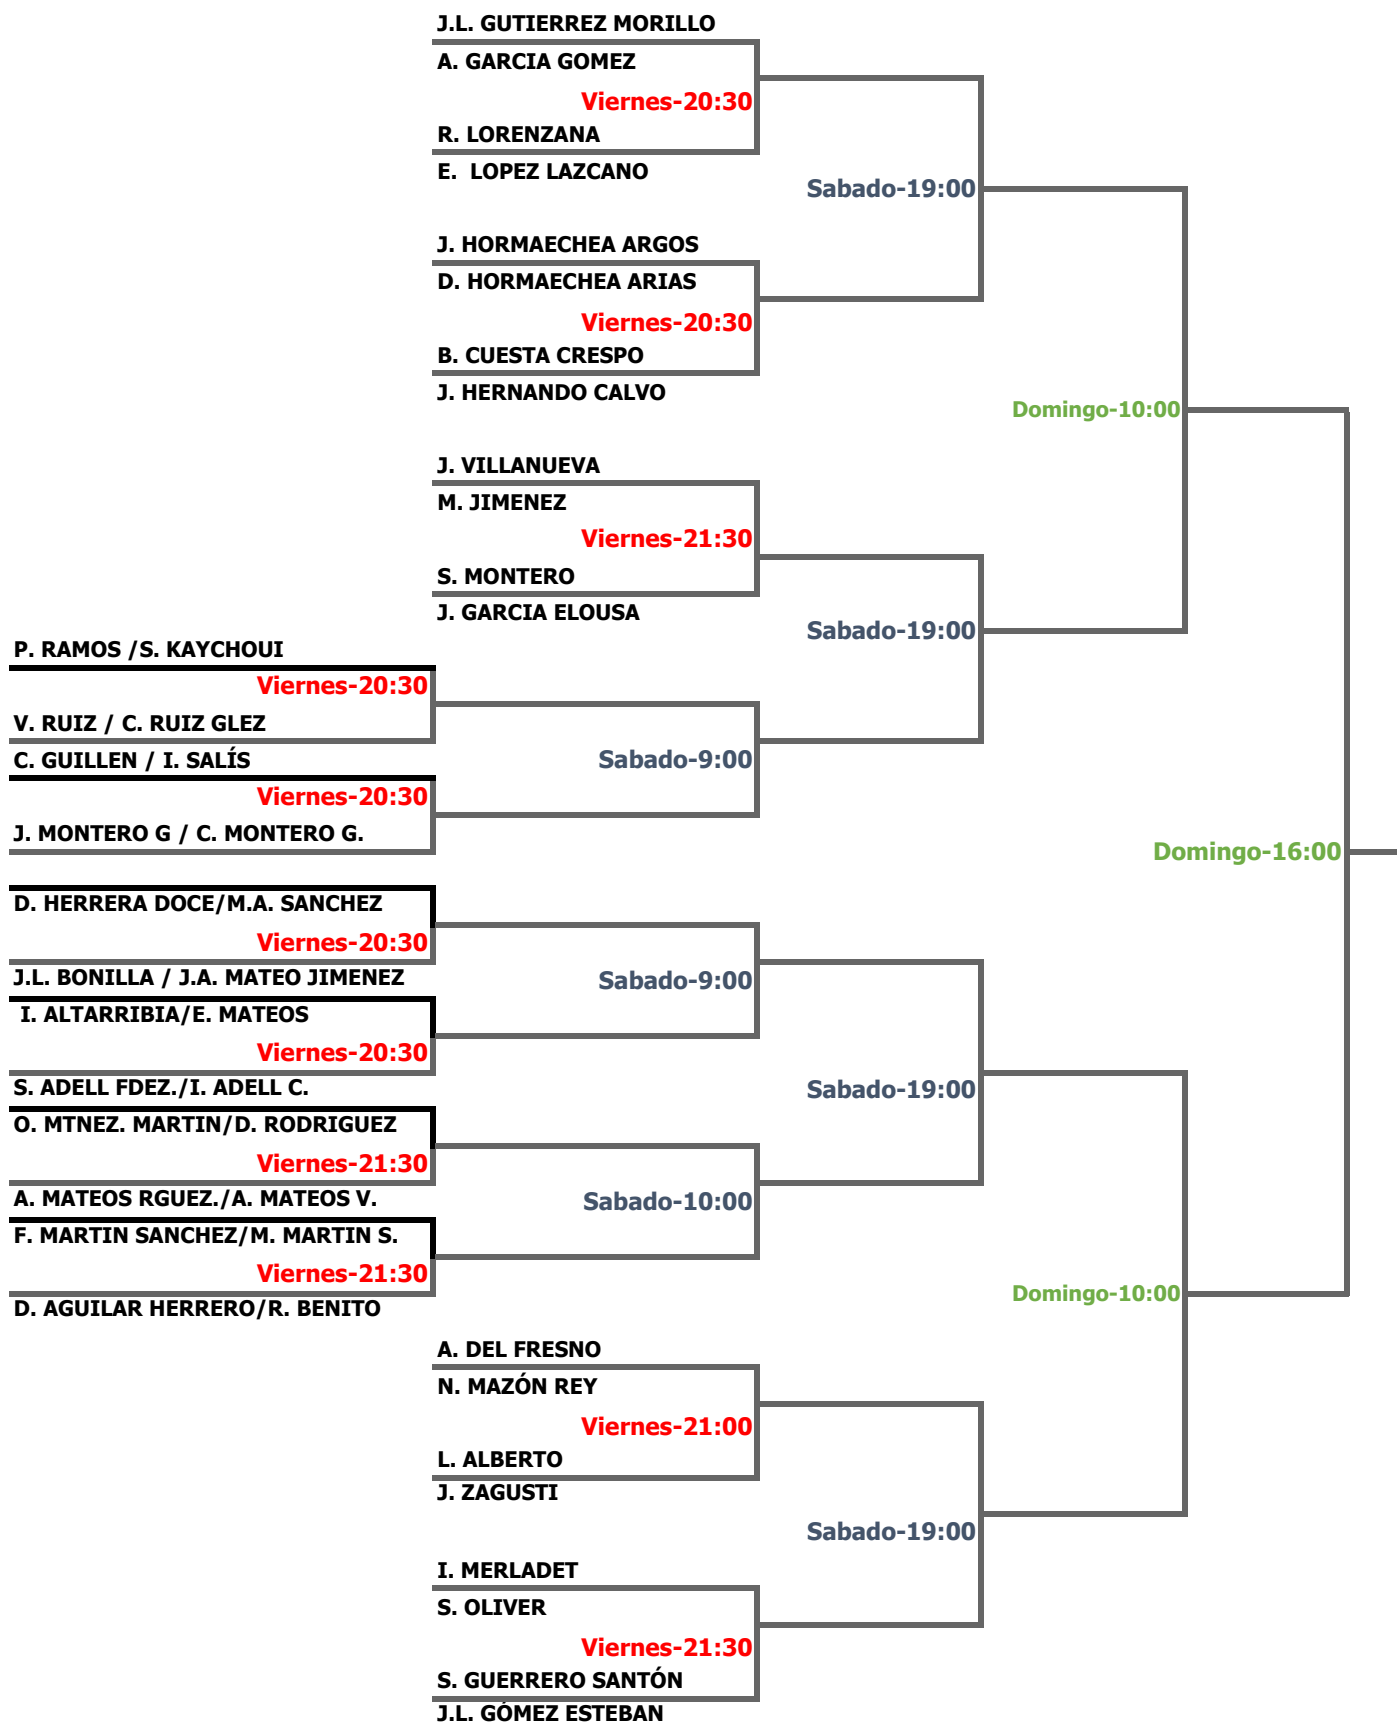 J.L. GUTIERREZ MORILLO
A. GARCIA GOMEZ
Viernes-20:30
R. LORENZANA
E.  LOPEZ LAZCANO
Sabado-19:00
J. HORMAECHEA ARGOS
D. HORMAECHEA ARIAS
Viernes-20:30
B. CUESTA CRESPO
J. HERNANDO CALVO
Domingo-10:00
J. VILLANUEVA
M. JIMENEZ
Viernes-21:30
S. MONTERO
J. GARCIA ELOUSA
Sabado-19:00
P. RAMOS /S. KAYCHOUI
Viernes-20:30
V. RUIZ / C. RUIZ GLEZ
C. GUILLEN / I. SALÍS
Sabado-9:00
Viernes-20:30
J. MONTERO G / C. MONTERO G.
Domingo-16:00
D. HERRERA DOCE/M.A. SANCHEZ
Viernes-20:30
J.L. BONILLA / J.A. MATEO JIMENEZ
Sabado-9:00
I. ALTARRIBIA/E. MATEOS
Viernes-20:30
S. ADELL FDEZ./I. ADELL C.
Sabado-19:00
O. MTNEZ. MARTIN/D. RODRIGUEZ
Viernes-21:30
A. MATEOS RGUEZ./A. MATEOS V.
Sabado-10:00
F. MARTIN SANCHEZ/M. MARTIN S.
Viernes-21:30
D. AGUILAR HERRERO/R. BENITO
Domingo-10:00
A. DEL FRESNO
N. MAZÓN REY
Viernes-21:00
L. ALBERTO
J. ZAGUSTI
Sabado-19:00
I. MERLADET
S. OLIVER
Viernes-21:30
S. GUERRERO SANTÓN
J.L. GÓMEZ ESTEBAN